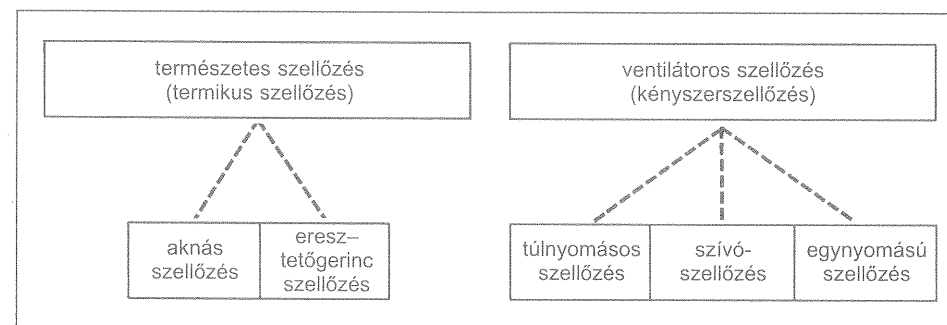 természetes szellőzés
(termikus szellőzés)
ventilátoros szellőzés
(kényszerszellőzés)
aknás
szellőzés
eresz–
tetőgerinc
szellőzés
túlnyomásos
szellőzés
szívó-
szellőzés
egynyomású
szellőzés